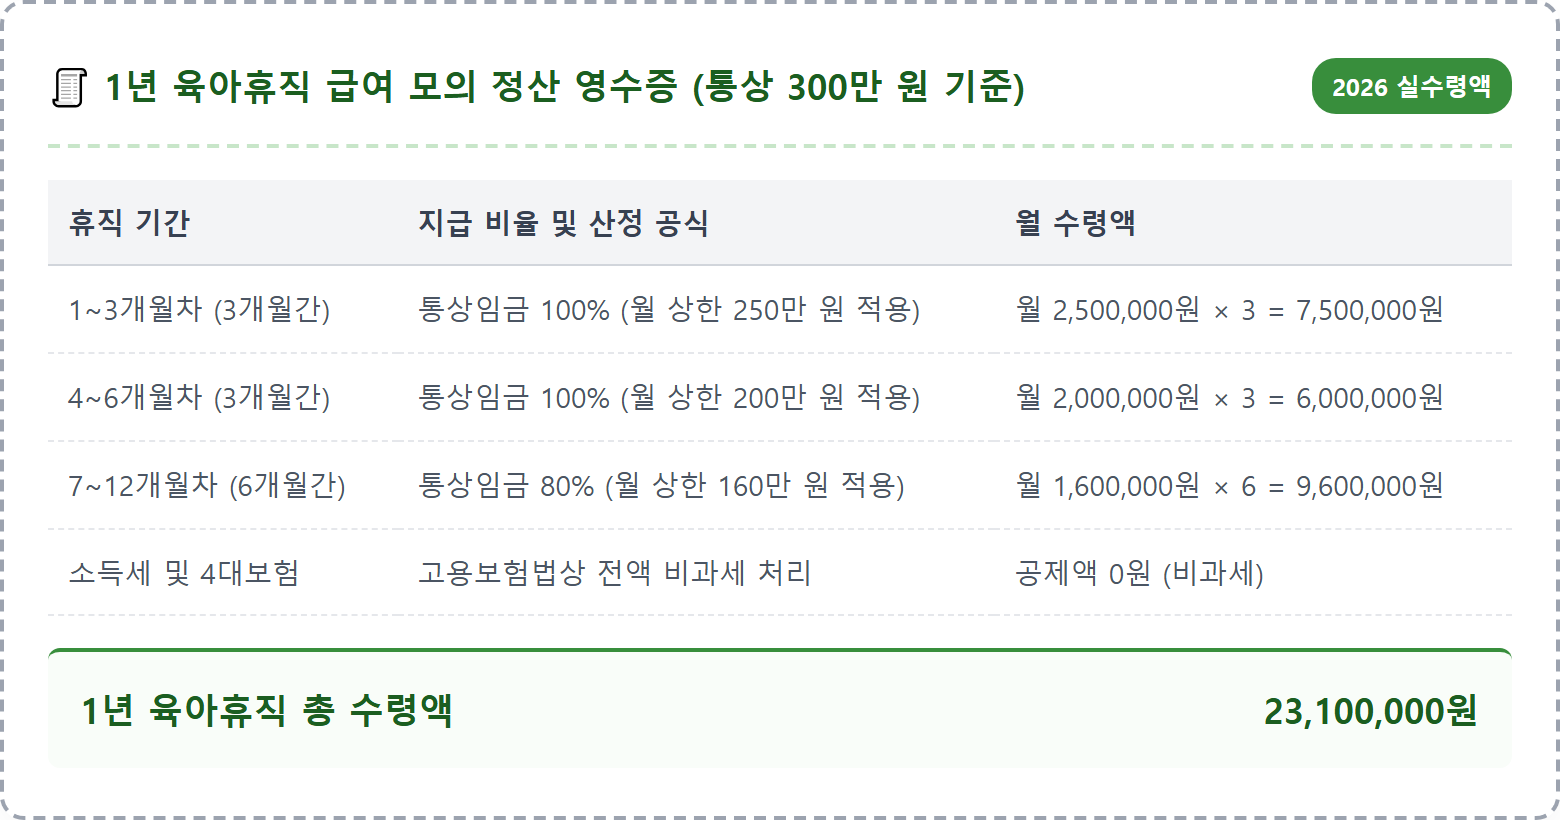 1년 육아휴직 급여 모의 정산 영수증 (통상 300만 원 기준)
2026 실수령액
휴직 기간 지급 비율 및 산정 공식 월 수령액
1~3개월차 (3개월간) 통상임금 100% (월 상한 250만 원 적용) 월 2,500,000원 × 3 = 7,500,000원
4~6개월차 (3개월간) 통상임금 100% (월 상한 200만 원 적용) 월 2,000,000원 × 3 = 6,000,000원
7~12개월차 (6개월간) 통상임금 80% (월 상한 160만 원 적용) 월 1,600,000원 × 6 = 9,600,000원
소득세 및 4대보험 고용보험법상 전액 비과세 처리 공제액 0원 (비과세)
1년 육아휴직 총 수령액 23,100,000원